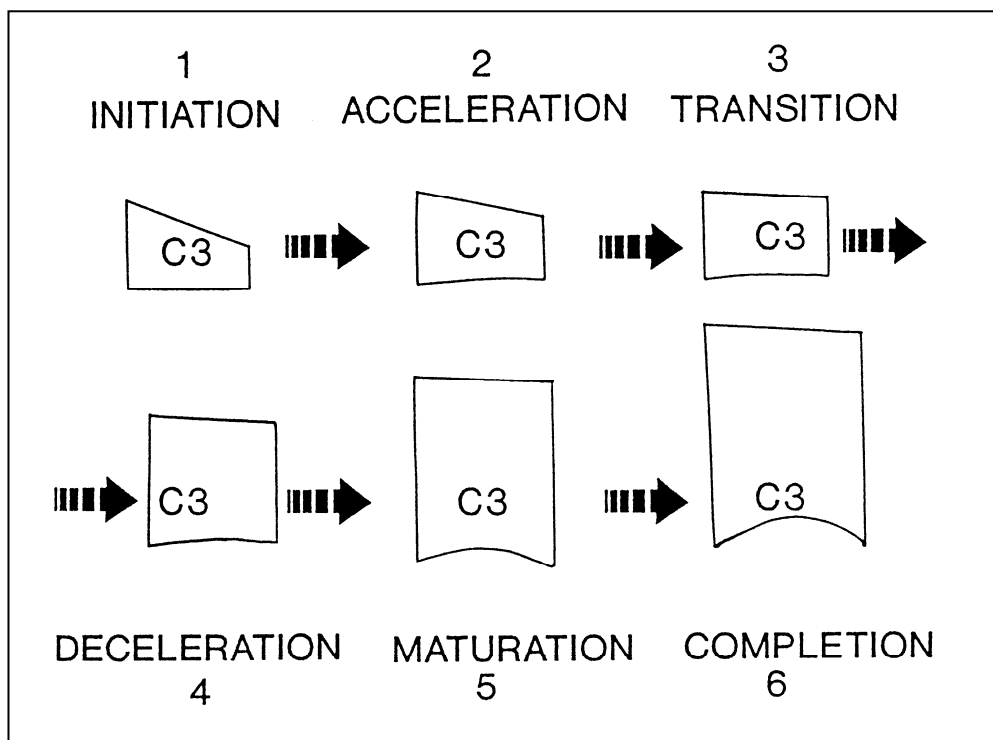 1 2 3
INITIATION ACCELERATION TRANSITION
C3 C3 C3
C3 C3 C3
DECELERATION MATURATION COMPLETION
4 5 6